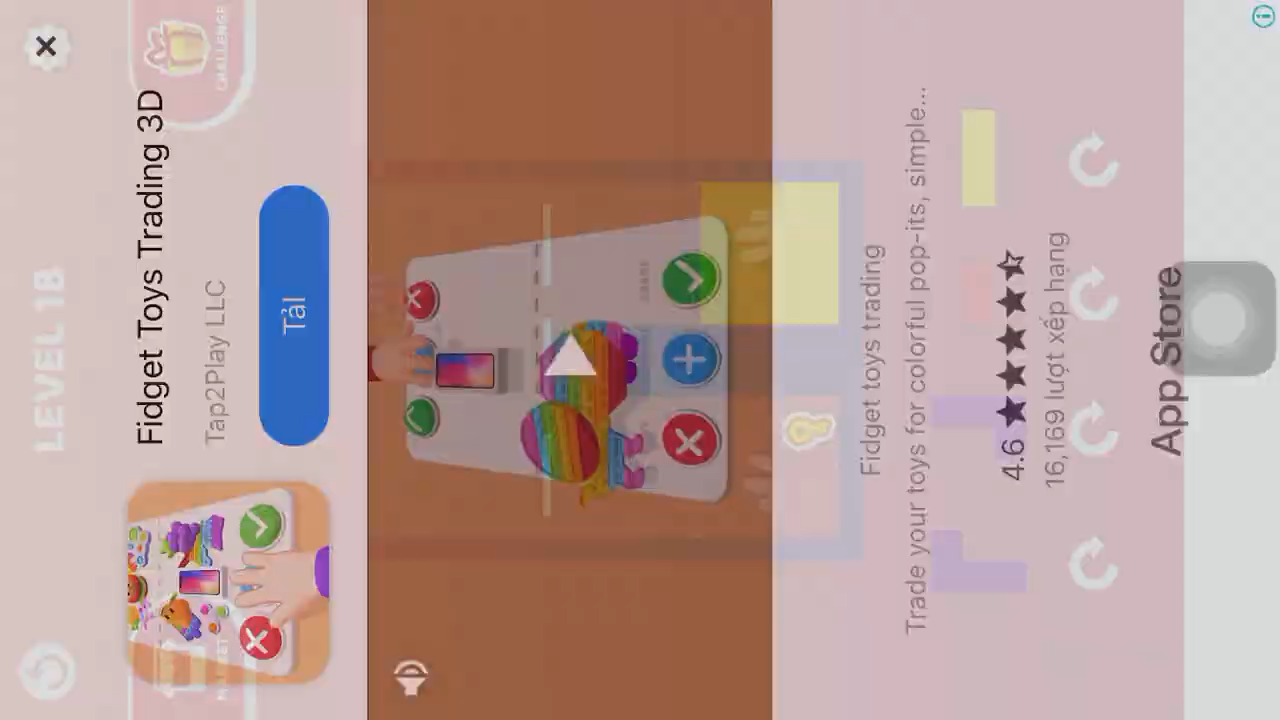 LEVEL 18
CHALLENGE
Fidget Toys Trading 3D
Tap2Play LLC
Tải
Fidget toys trading
Trade your toys for colorful pop-its, simple...
4.6
16,169 lượt xếp hạng
App Store